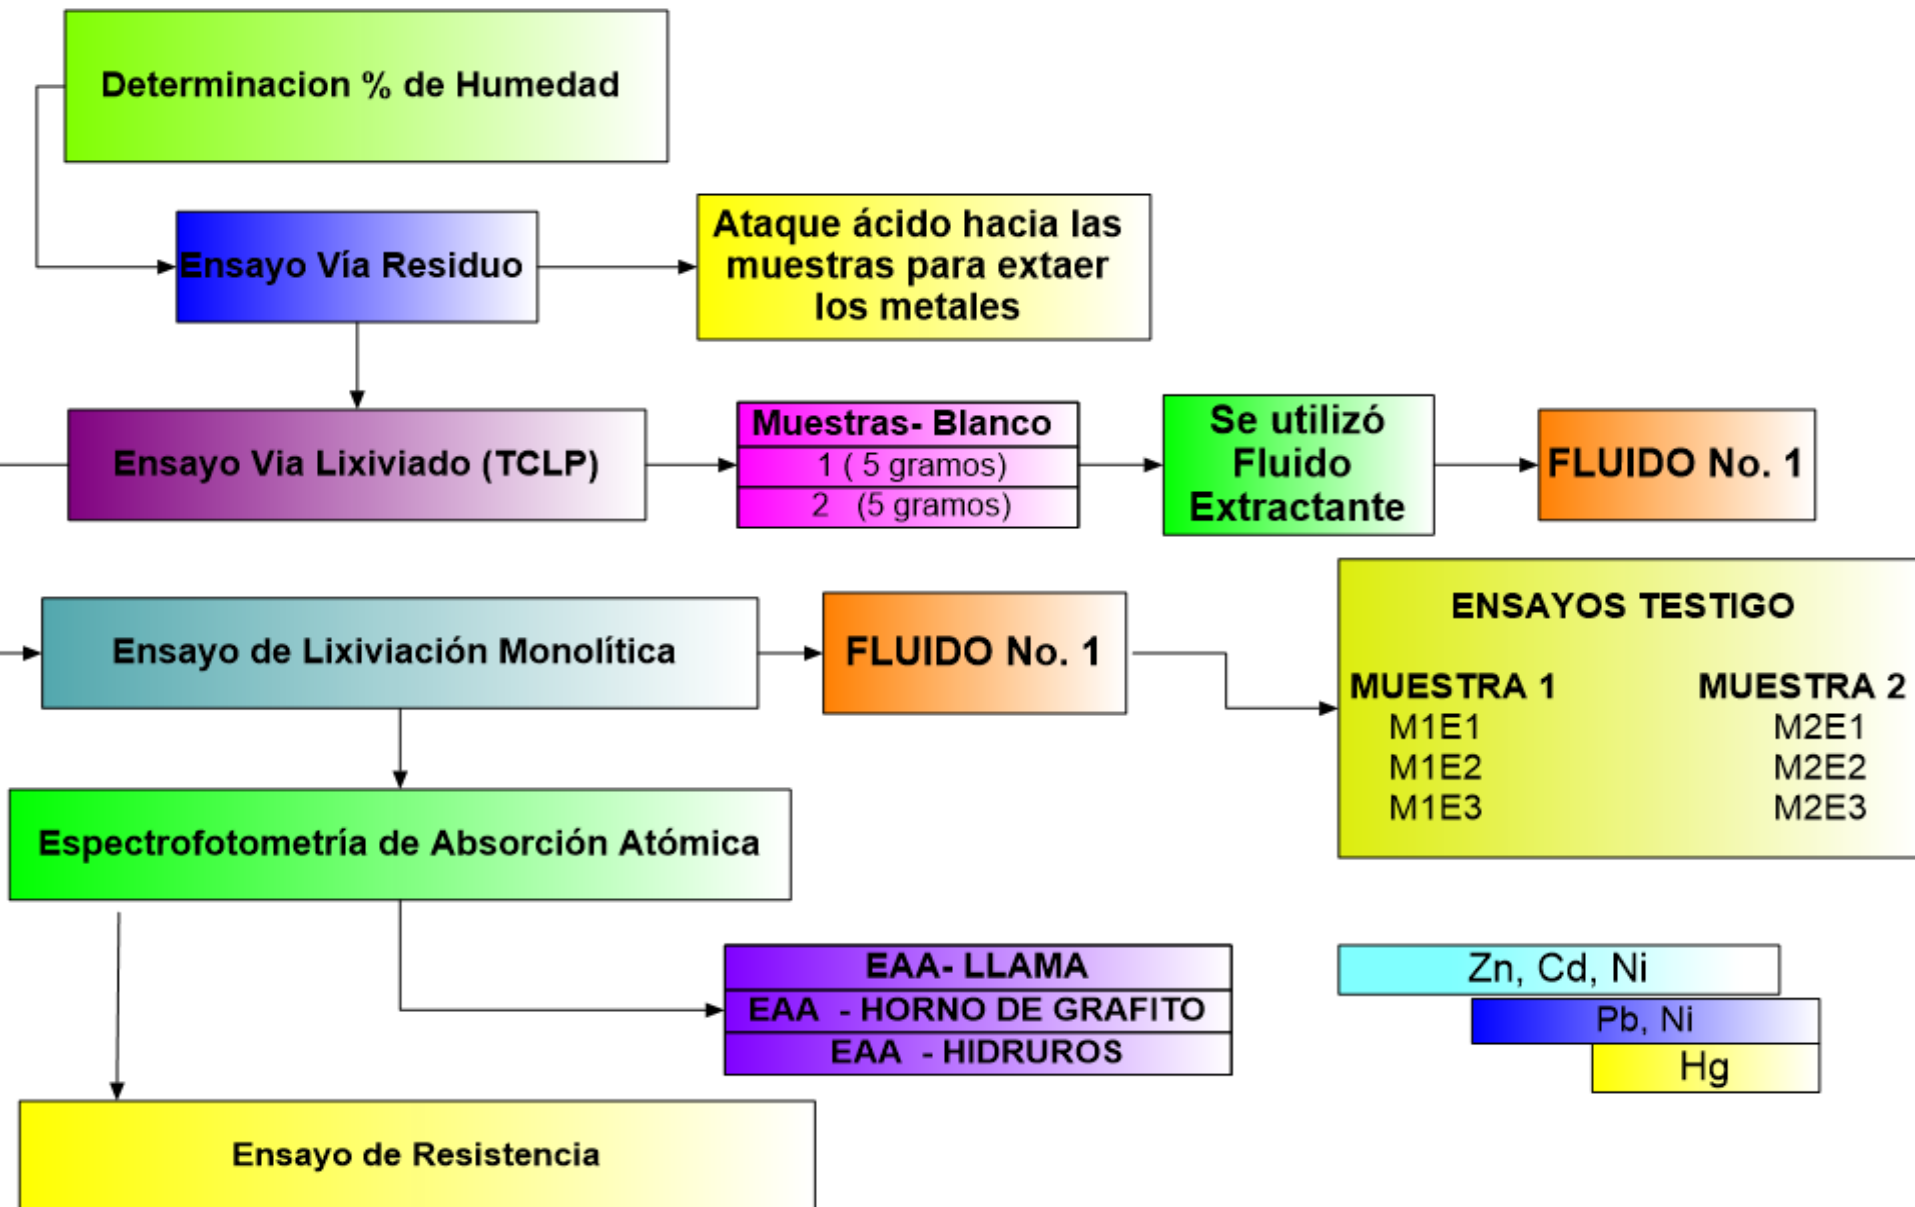 Determinacion % de Humedad
Ensayo Vía Residuo
Ataque ácido hacia las
muestras para extaer
los metales
Ensayo Via Lixiviado (TCLP)
Muestras- Blanco
1 ( 5 gramos)
2 (5 gramos)
Se utilizó
Fluido
Extractante
FLUIDO No. 1
Ensayo de Lixiviación Monolítica
FLUIDO No. 1
ENSAYOS TESTIGO
MUESTRA 1 MUESTRA 2
M1E1 M2E1
M1E2 M2E2
M1E3 M2E3
Espectrofotometría de Absorción Atómica
EAA- LLAMA
EAA - HORNO DE GRAFITO
EAA - HIDRUROS
Zn, Cd, Ni
Pb, Ni
Hg
Ensayo de Resistencia